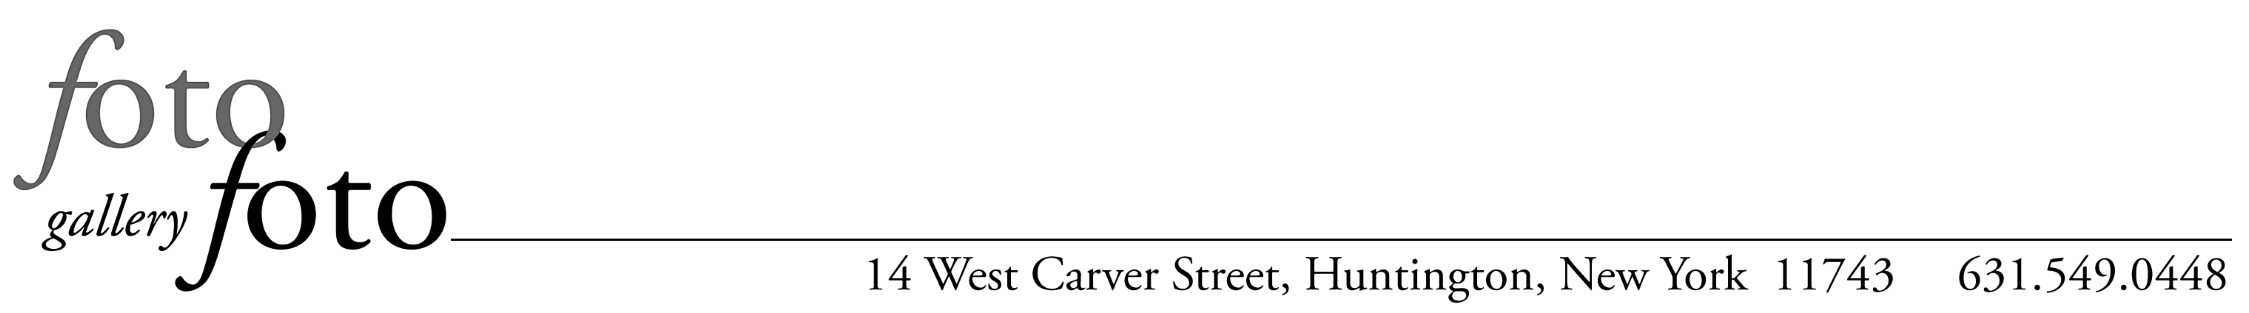 foto
gallery foto
14 West Carver Street, Huntington, New York 11743 631.549.0448